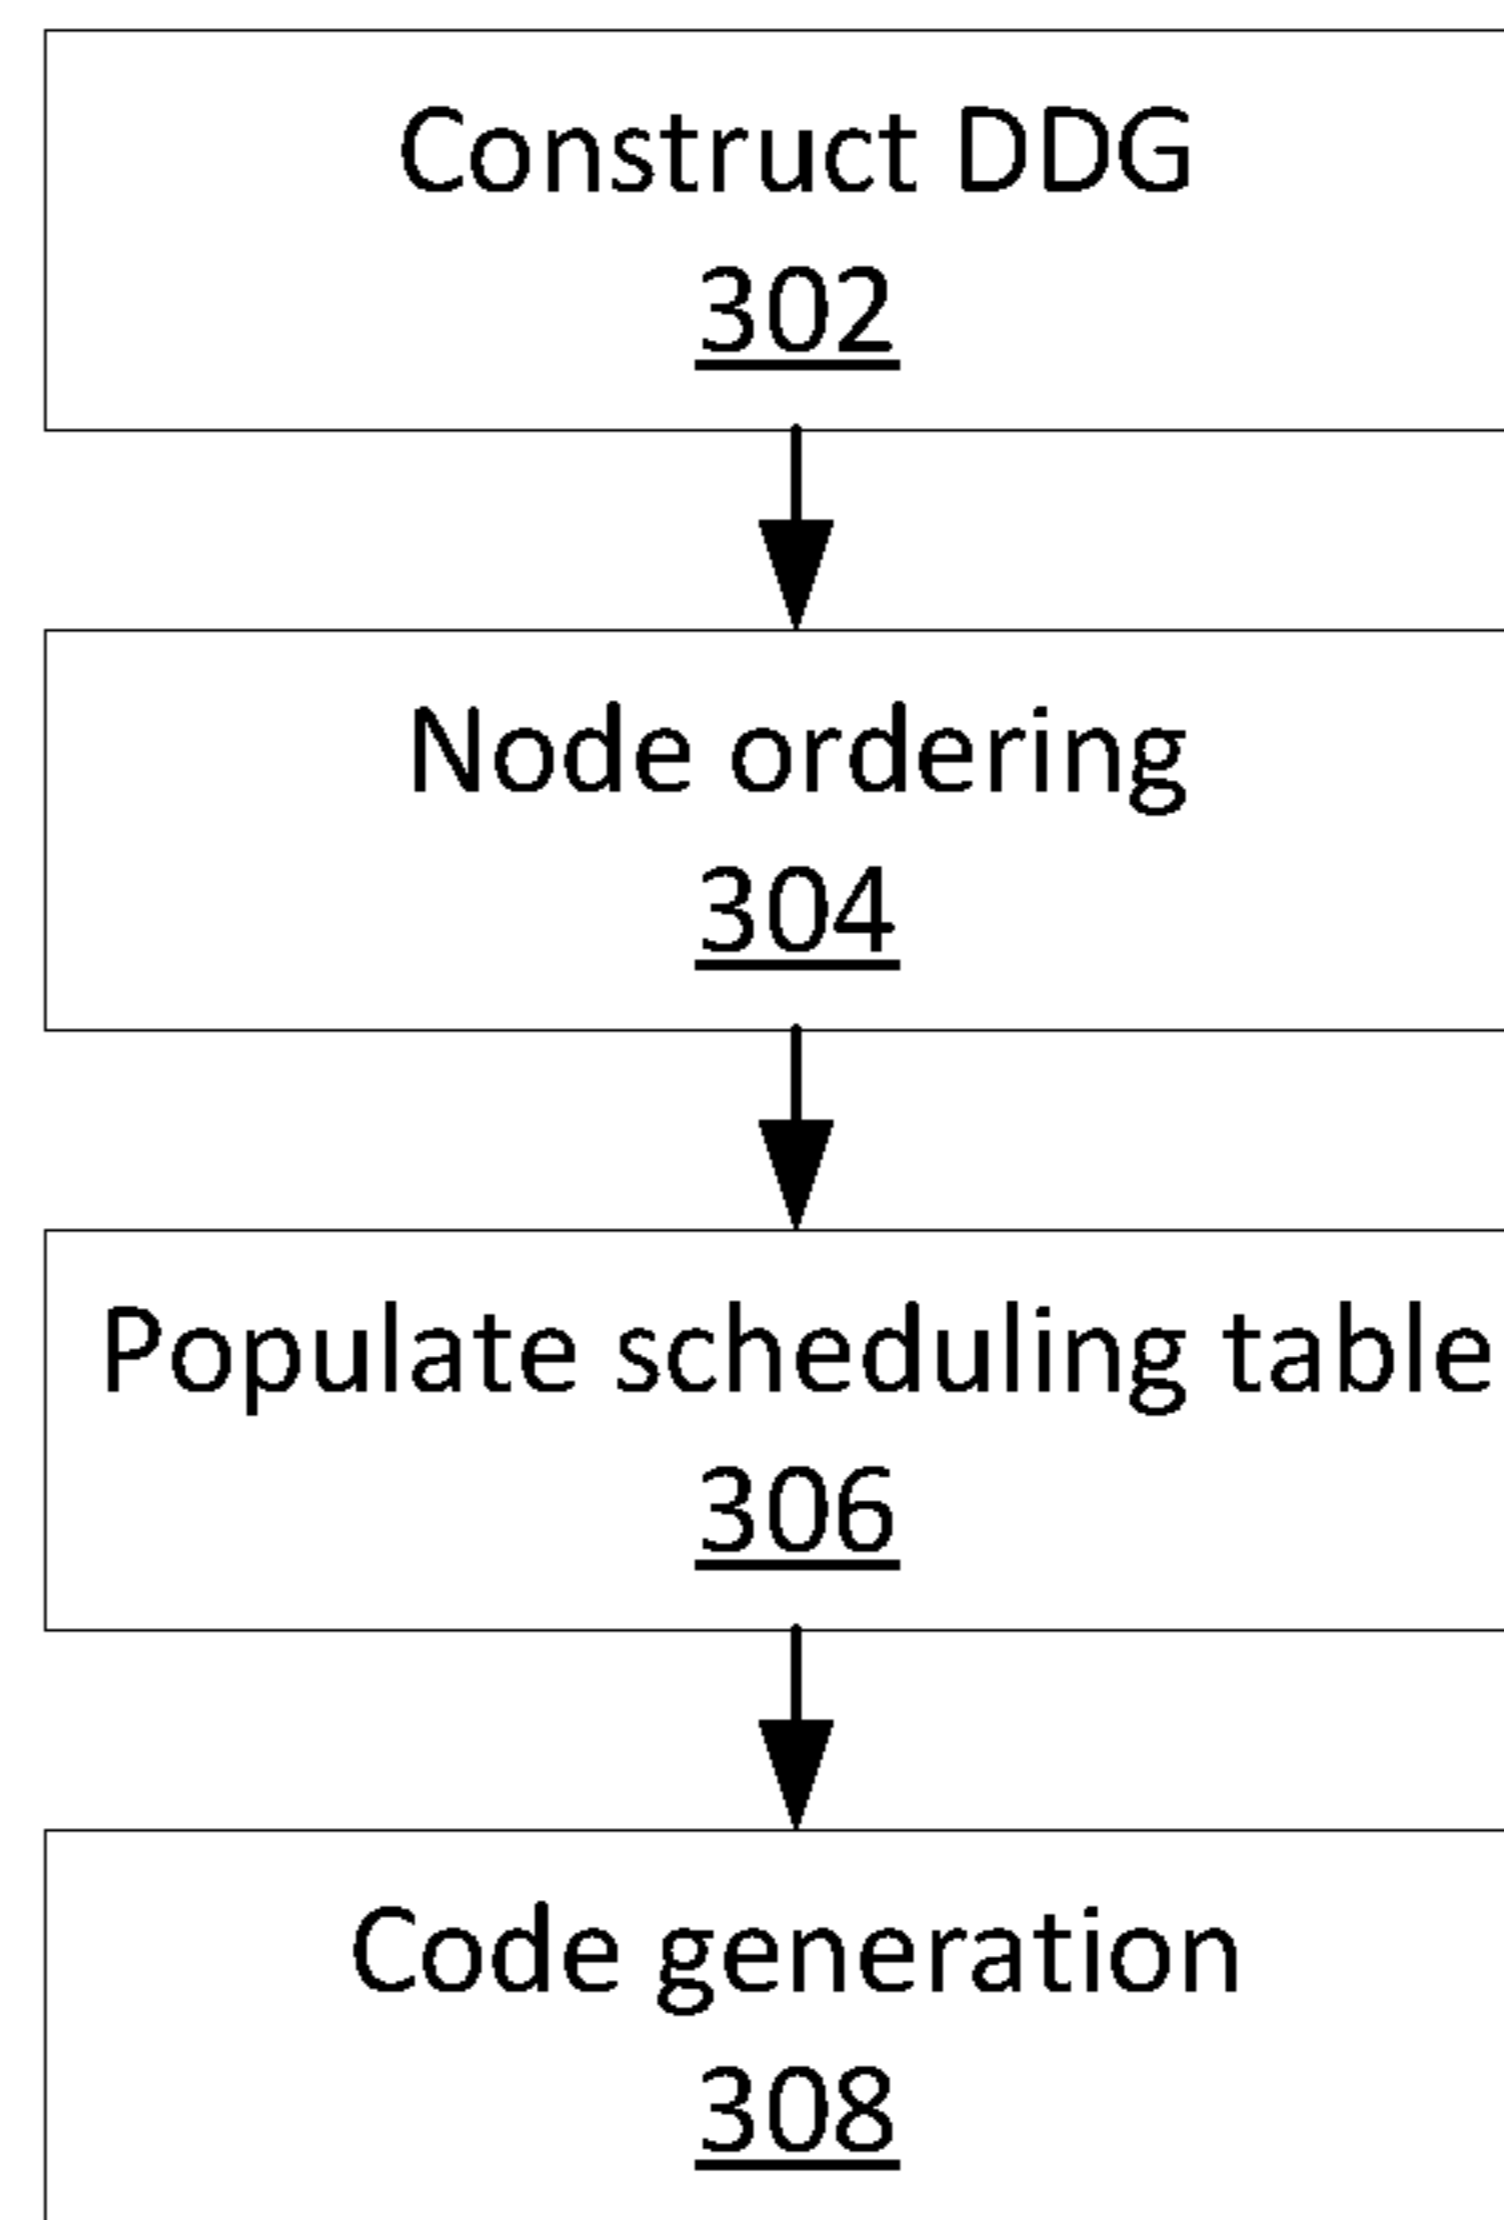 Construct DDG
302
Node ordering
304
Populate scheduling table
306
Code generation
308